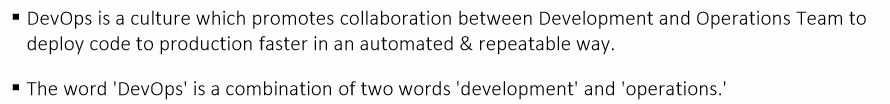 ▪ DevOps is a culture which promotes collaboration between Development and Operations Team to
deploy code to production faster in an automated & repeatable way.
▪ The word 'DevOps' is a combination of two words 'development' and 'operations.'